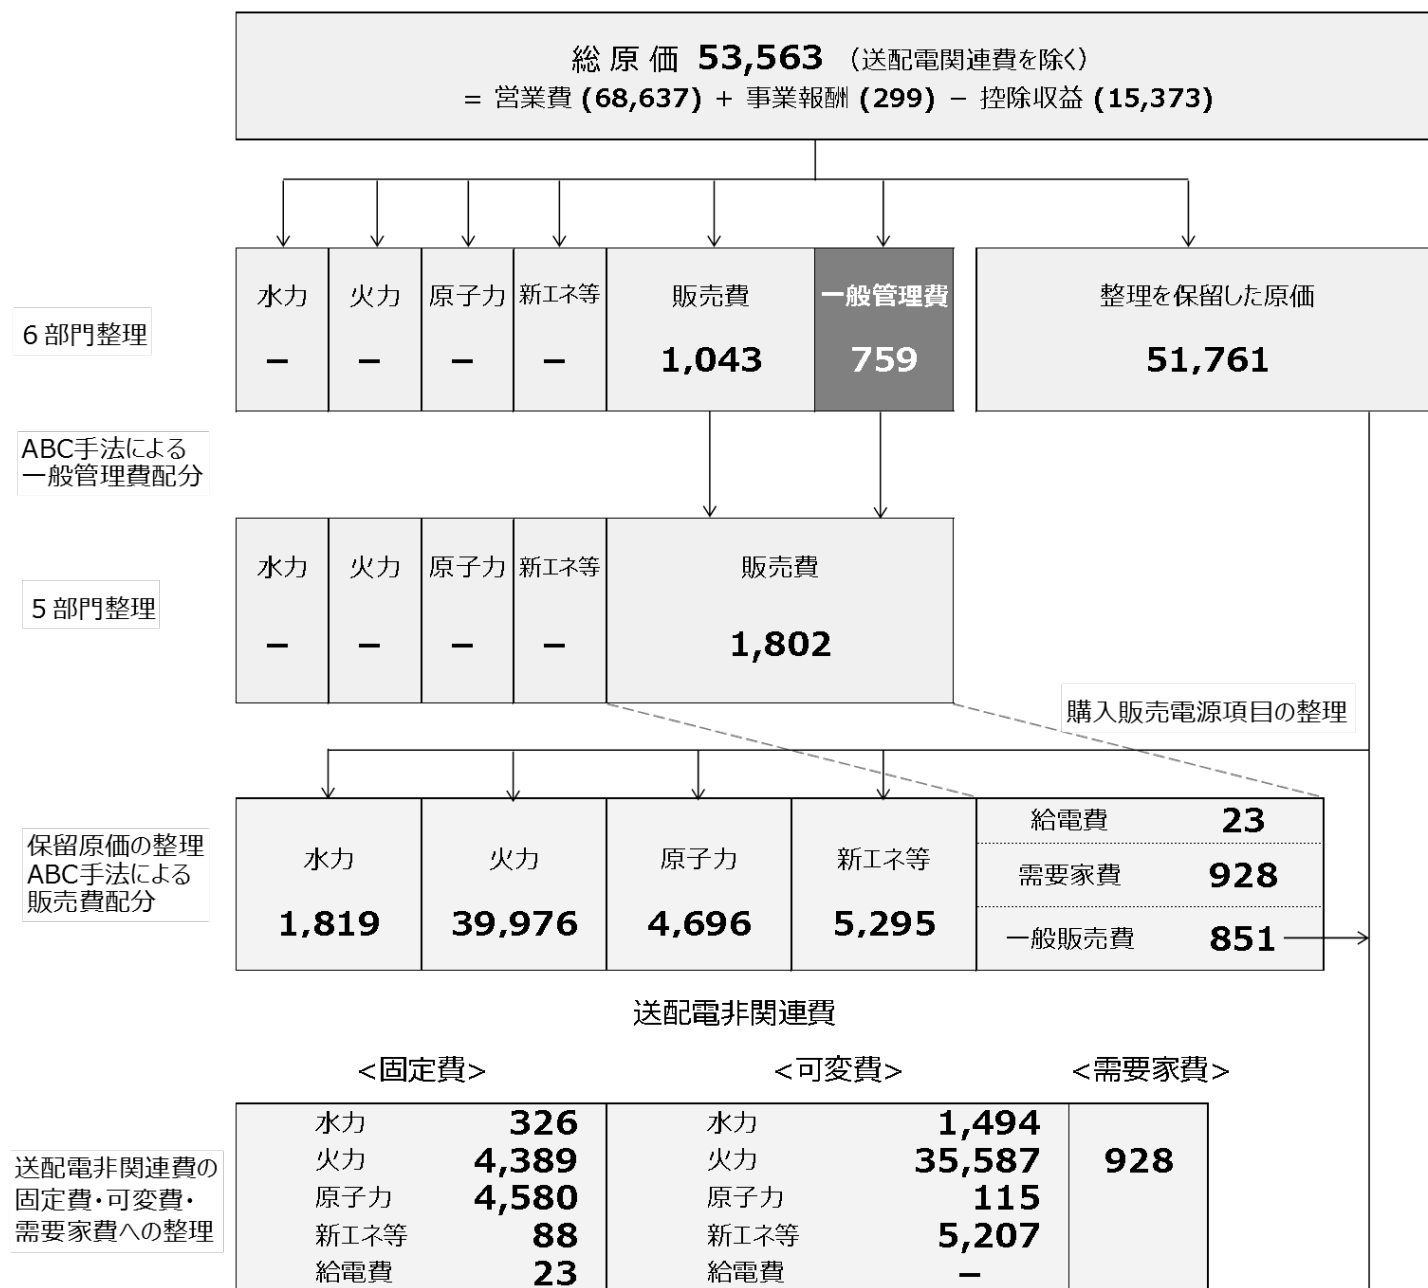 総原価 53,563 （送配電関連費を除く）
= 営業費 (68,637) + 事業報酬 (299) − 控除収益 (15,373)
6部門整理
水力 火力 原子力 新エネ等 販売費 一般管理費 整理を保留した原価
− − − − 1,043 759 51,761
ABC手法による
一般管理費配分
5部門整理
水力 火力 原子力 新エネ等 販売費
− − − − 1,802
購入販売電源項目の整理
保留原価の整理
ABC手法による
販売費配分
水力 火力 原子力 新エネ等
1,819 39,976 4,696 5,295
給電費 23
需要家費 928
一般販売費 851
送配電非関連費
<固定費> <可変費> <需要家費>
送配電非関連費の
固定費・可変費・
需要家費への整理
水力 326 水力 1,494
火力 4,389 火力 35,587 928
原子力 4,580 原子力 115
新エネ等 88 新エネ等 5,207
給電費 23 給電費 −